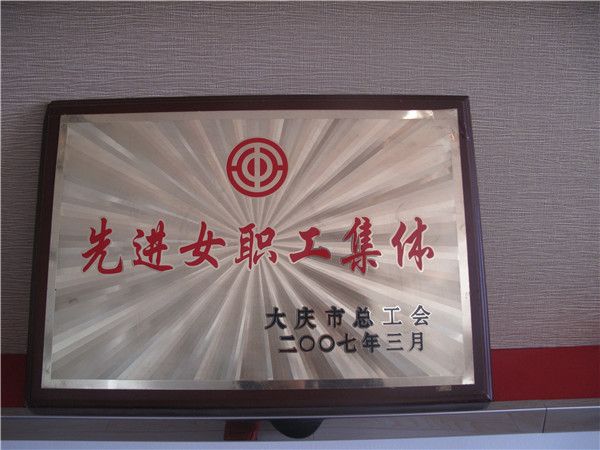 先进女职工集体
大庆市总工会
二〇〇七年三月